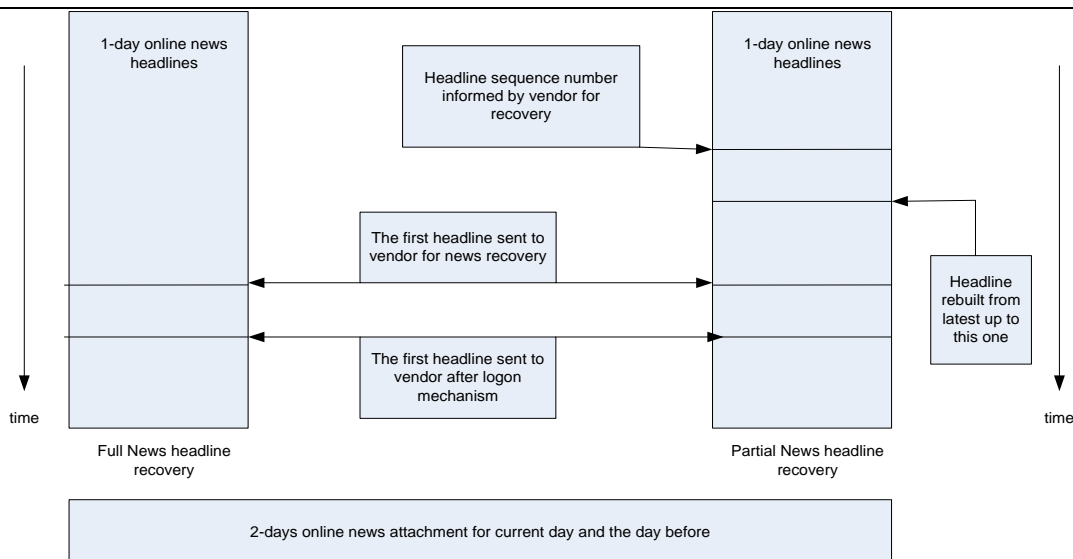 1-day online news
headlines
1-day online news
headlines
Headline sequence number
informed by vendor for
recovery
The first headline sent to
vendor for news recovery
Headline
rebuilt from
latest up to
this one
The first headline sent to
vendor after logon
mechanism
time
time
Full News headline
recovery
Partial News headline
recovery
2-days online news attachment for current day and the day before